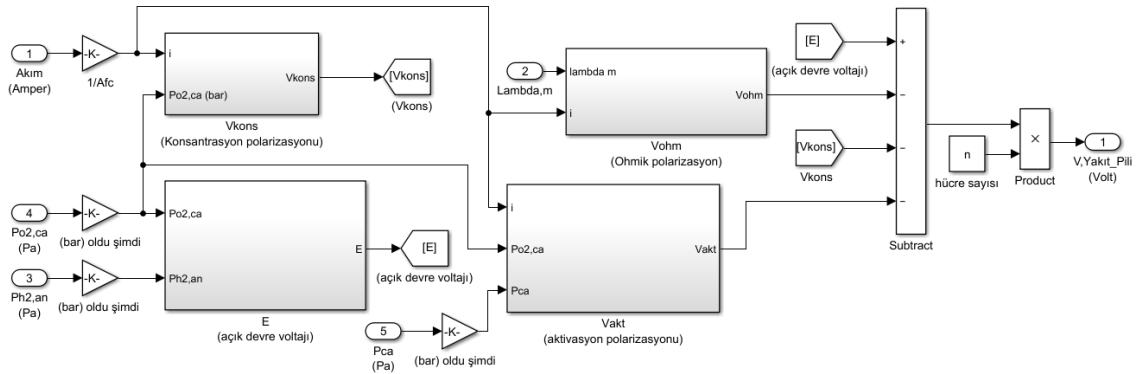 1
Akım
(Amper)
-K-
1/Afc
i
Po2,ca (bar)
Vkons
Vkons
(Konsantrasyon polarizasyonu)
[Vkons]
(Vkons)
2
Lambda,m
lambda m
i
Vohm
Vohm
(Ohmik polarizasyon)
[E]
(açık devre voltajı)
[Vkons]
Vkons
+
−
−
−
Subtract
n
hücre sayısı
×
Product
1
V,Yakıt_Pili
(Volt)
4
Po2,ca
(Pa)
-K-
(bar) oldu şimdi
3
Ph2,an
(Pa)
-K-
(bar) oldu şimdi
Po2,ca
Ph2,an
E
E
(açık devre voltajı)
[E]
(açık devre voltajı)
5
Pca
(Pa)
-K-
(bar) oldu şimdi
i
Po2,ca
Pca
Vakt
Vakt
(aktivasyon polarizasyonu)